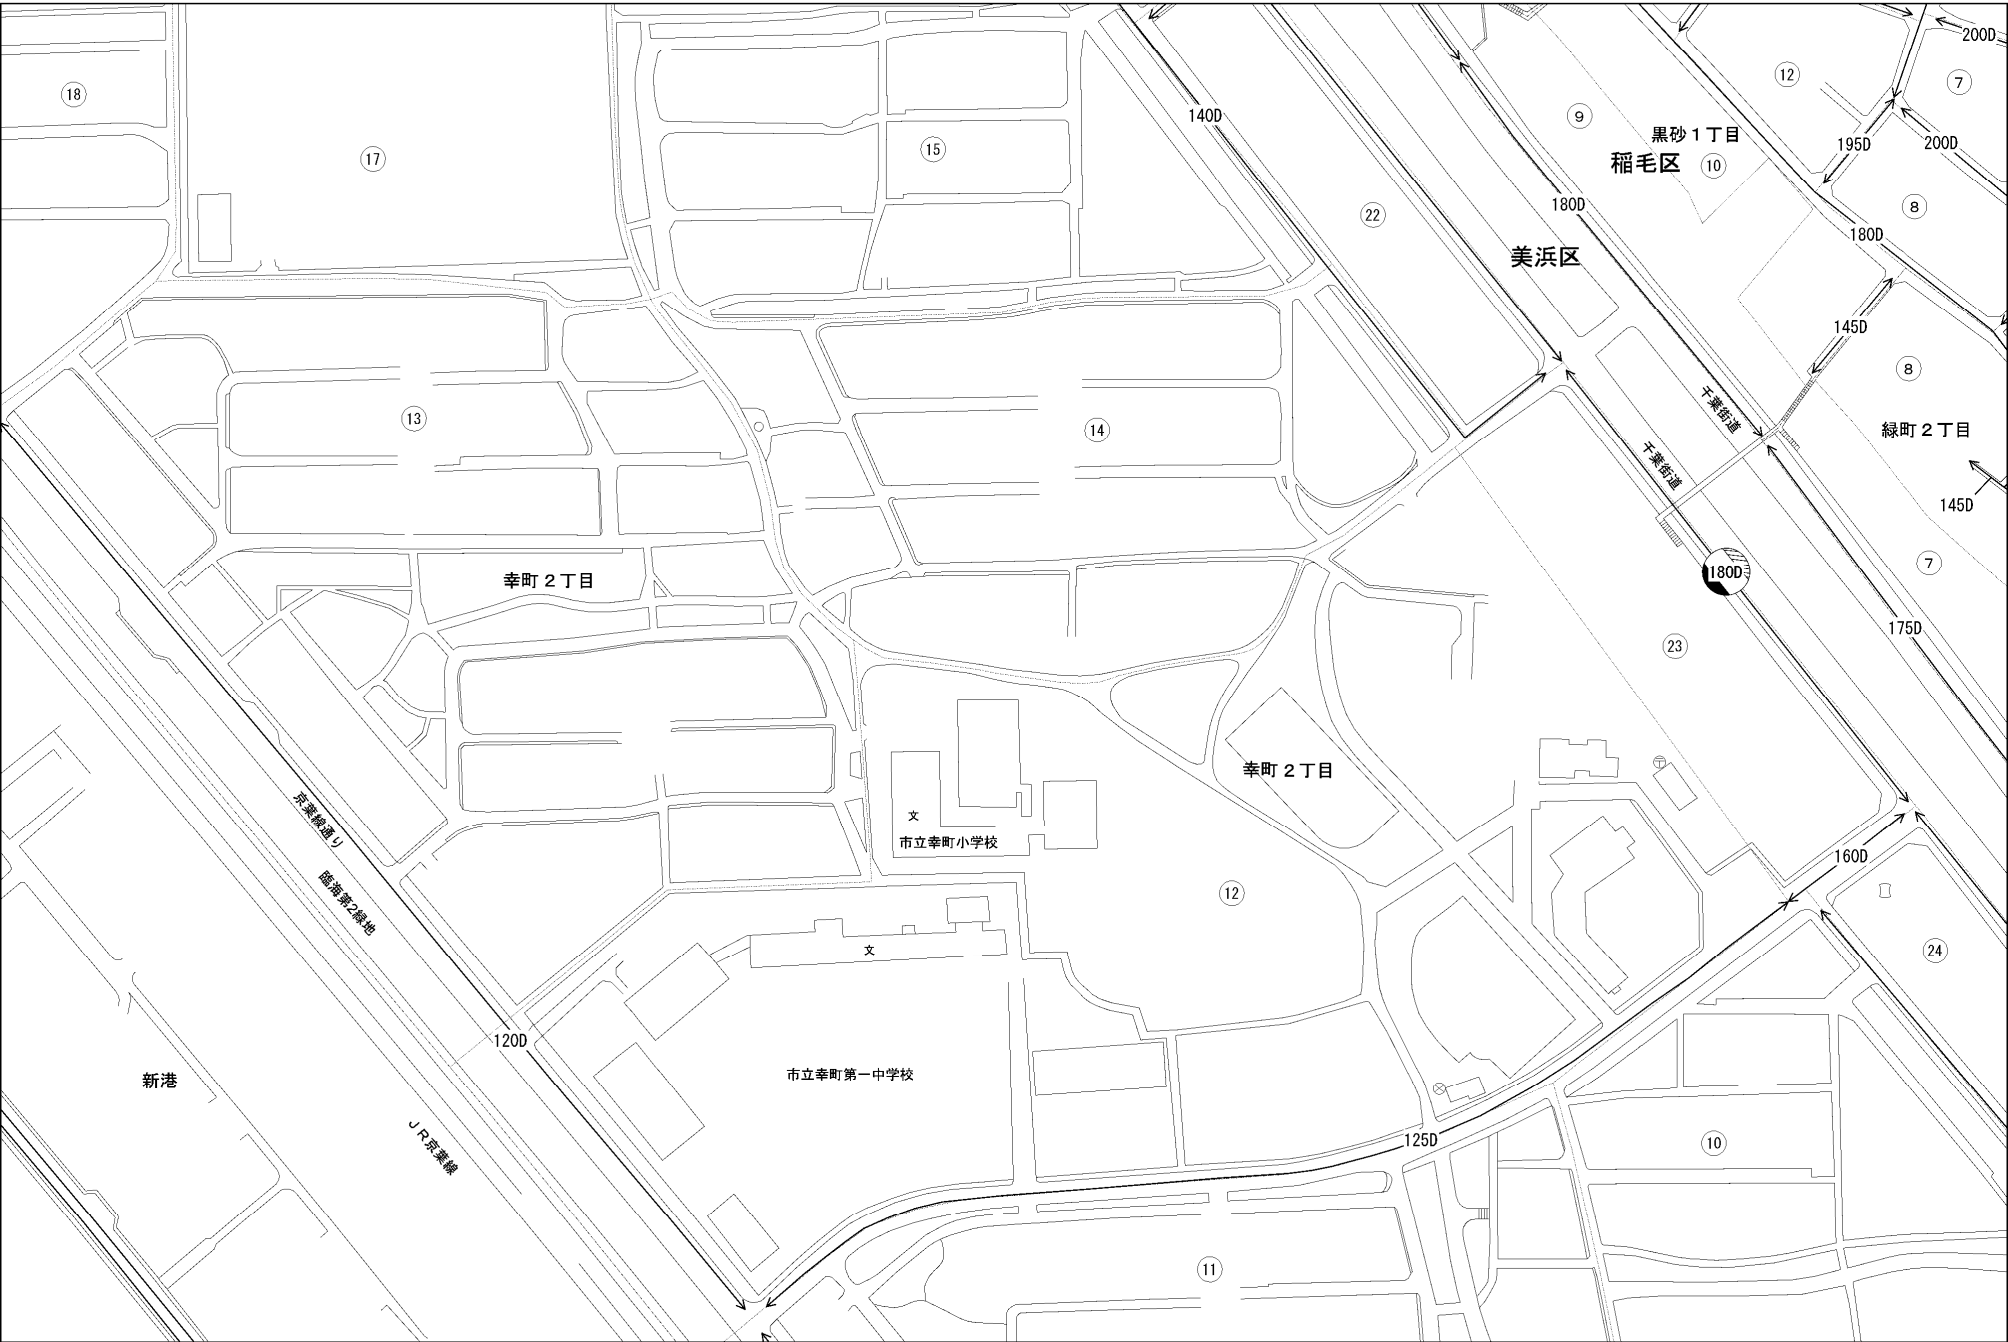 200D
18
12
7
9
140D
黒砂1丁目
195D
200D
15
17
稲毛区
10
180D
8
22
180D
美浜区
145D
8
千葉街道
13
14
緑町2丁目
千葉街道
145D
7
180D
幸町2丁目
175D
23
幸町2丁目
文
市立幸町小学校
京葉線通り
160D
臨海第2緑地
12
文
24
120D
新港
市立幸町第一中学校
125D
10
JR京葉線
11